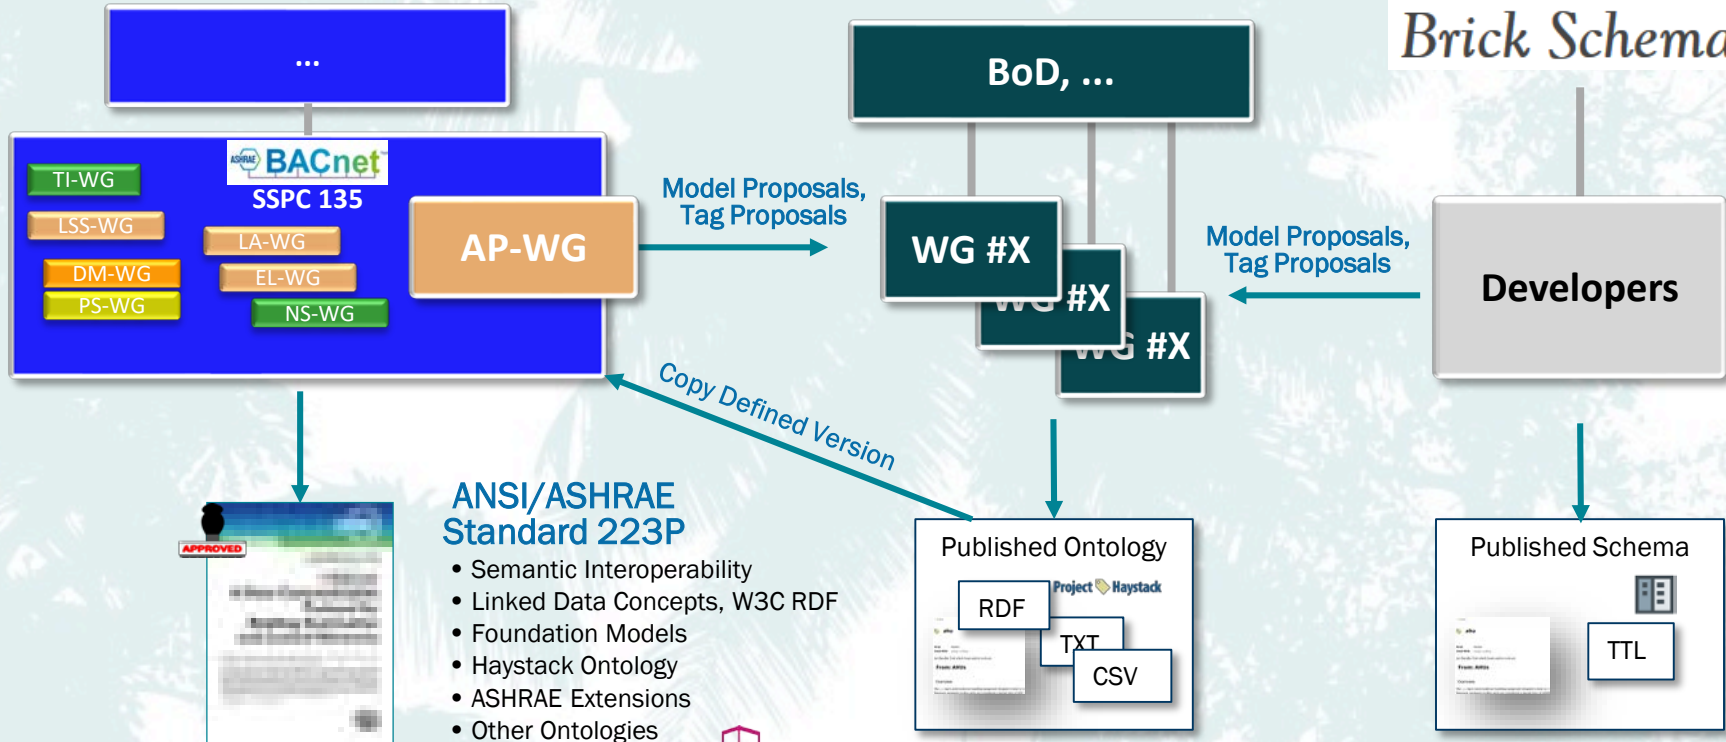 ...
BoD, ...
Brick Schema
TI-WG
ASHRAE BACnet
SSPC 135
LSS-WG
LA-WG
DM-WG
EL-WG
PS-WG
NS-WG
AP-WG
Model Proposals,
Tag Proposals
WG #X
WG #X
WG #X
Model Proposals,
Tag Proposals
Developers
Copy Defined Version
APPROVED
ANSI/ASHRAE
Standard 223P
• Semantic Interoperability
• Linked Data Concepts, W3C RDF
• Foundation Models
• Haystack Ontology
• ASHRAE Extensions
• Other Ontologies
Published Ontology
Project Haystack
RDF
TXT
CSV
Published Schema
TTL